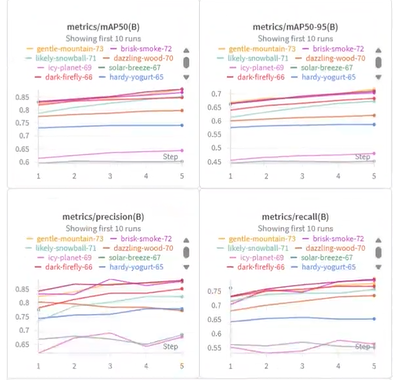 metrics/mAP50(B)
Showing first 10 runs
gentle-mountain-73 brisk-smoke-72
likely-snowball-71 dazzling-wood-70
icy-planet-69 solar-breeze-67
dark-firefly-66 hardy-yogurt-65
0.85
0.8
0.75
0.7
0.65
0.6
Step
1 2 3 4 5
metrics/mAP50-95(B)
Showing first 10 runs
gentle-mountain-73 brisk-smoke-72
likely-snowball-71 dazzling-wood-70
icy-planet-69 solar-breeze-67
dark-firefly-66 hardy-yogurt-65
0.7
0.65
0.6
0.55
0.5
0.45
Step
1 2 3 4 5
metrics/precision(B)
Showing first 10 runs
gentle-mountain-73 brisk-smoke-72
likely-snowball-71 dazzling-wood-70
icy-planet-69 solar-breeze-67
dark-firefly-66 hardy-yogurt-65
0.85
0.8
0.75
0.7
0.65
Step
1 2 3 4 5
metrics/recall(B)
Showing first 10 runs
gentle-mountain-73 brisk-smoke-72
likely-snowball-71 dazzling-wood-70
icy-planet-69 solar-breeze-67
dark-firefly-66 hardy-yogurt-65
0.75
0.7
0.65
0.6
0.55
Step
1 2 3 4 5